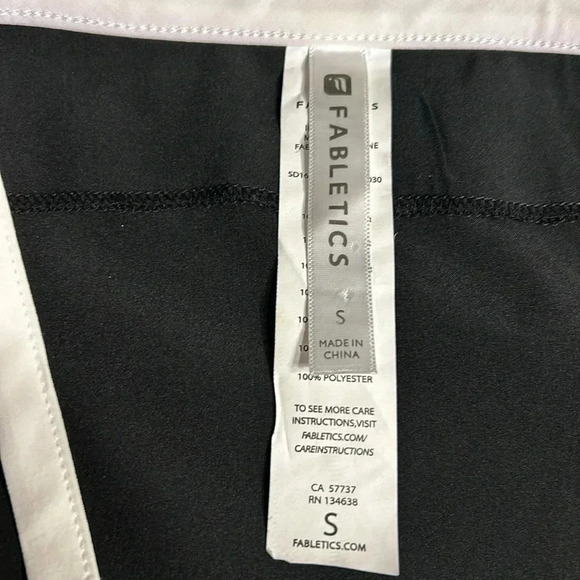 FABLETICS
S
MADE IN
CHINA
100% POLYESTER
TO SEE MORE CARE
INSTRUCTIONS,VISIT
FABLETICS.COM/
CAREINSTRUCTIONS
CA 57737
RN 134638
S
FABLETICS.COM